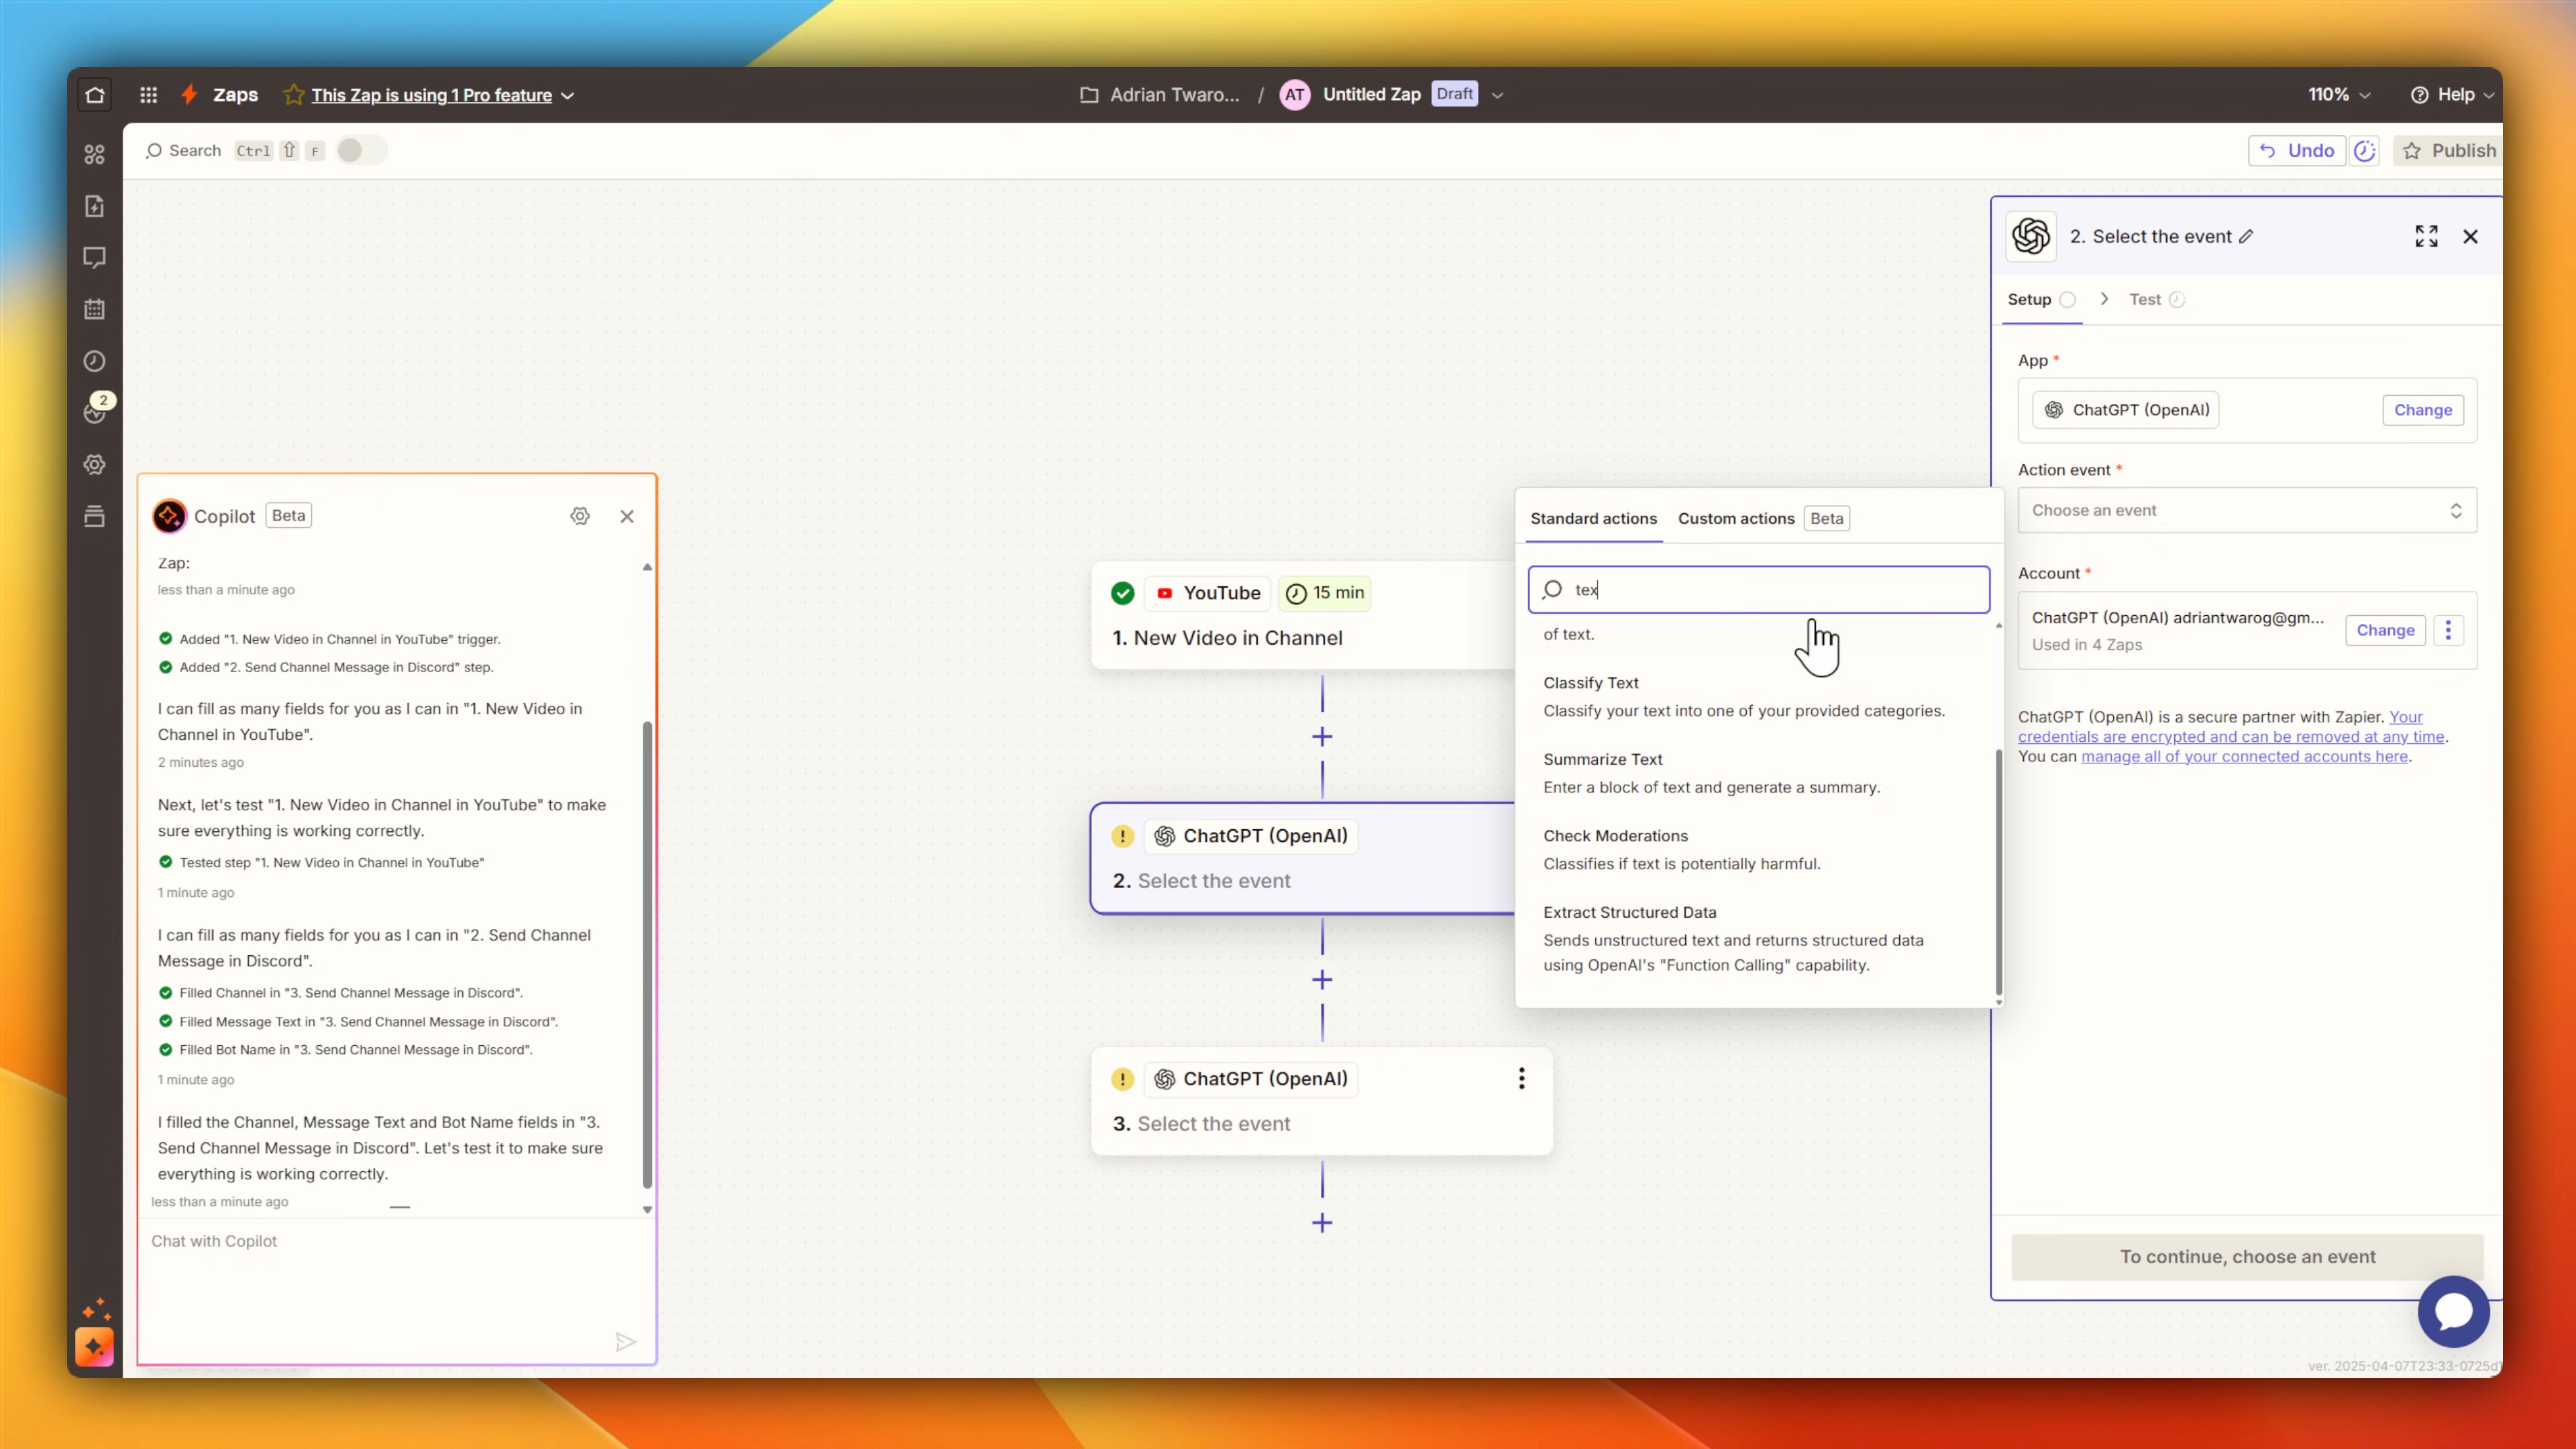 Zaps
This Zap is using 1 Pro feature
Adrian Twaro... / AT Untitled Zap Draft
110%
Help
Search Ctrl ⇧ F
Undo
Publish
2
Copilot Beta
Zap:
less than a minute ago
Added "1. New Video in Channel in YouTube" trigger.
Added "2. Send Channel Message in Discord" step.
I can fill as many fields for you as I can in "1. New Video in
Channel in YouTube".
2 minutes ago
Next, let's test "1. New Video in Channel in YouTube" to make
sure everything is working correctly.
Tested step "1. New Video in Channel in YouTube"
1 minute ago
I can fill as many fields for you as I can in "2. Send Channel
Message in Discord".
Filled Channel in "3. Send Channel Message in Discord".
Filled Message Text in "3. Send Channel Message in Discord".
Filled Bot Name in "3. Send Channel Message in Discord".
1 minute ago
I filled the Channel, Message Text and Bot Name fields in "3.
Send Channel Message in Discord". Let's test it to make sure
everything is working correctly.
less than a minute ago
Chat with Copilot
YouTube 15 min
1. New Video in Channel
! ChatGPT (OpenAI)
2. Select the event
! ChatGPT (OpenAI)
3. Select the event
Standard actions Custom actions Beta
tex
of text.
Classify Text
Classify your text into one of your provided categories.
Summarize Text
Enter a block of text and generate a summary.
Check Moderations
Classifies if text is potentially harmful.
Extract Structured Data
Sends unstructured text and returns structured data
using OpenAI's "Function Calling" capability.
2. Select the event
Setup > Test
App *
ChatGPT (OpenAI) Change
Action event *
Choose an event
Account *
ChatGPT (OpenAI) adriantwarog@gm...
Used in 4 Zaps
Change
ChatGPT (OpenAI) is a secure partner with Zapier. Your
credentials are encrypted and can be removed at any time.
You can manage all of your connected accounts here.
To continue, choose an event
ver. 2025-04-07T23:33-0725d